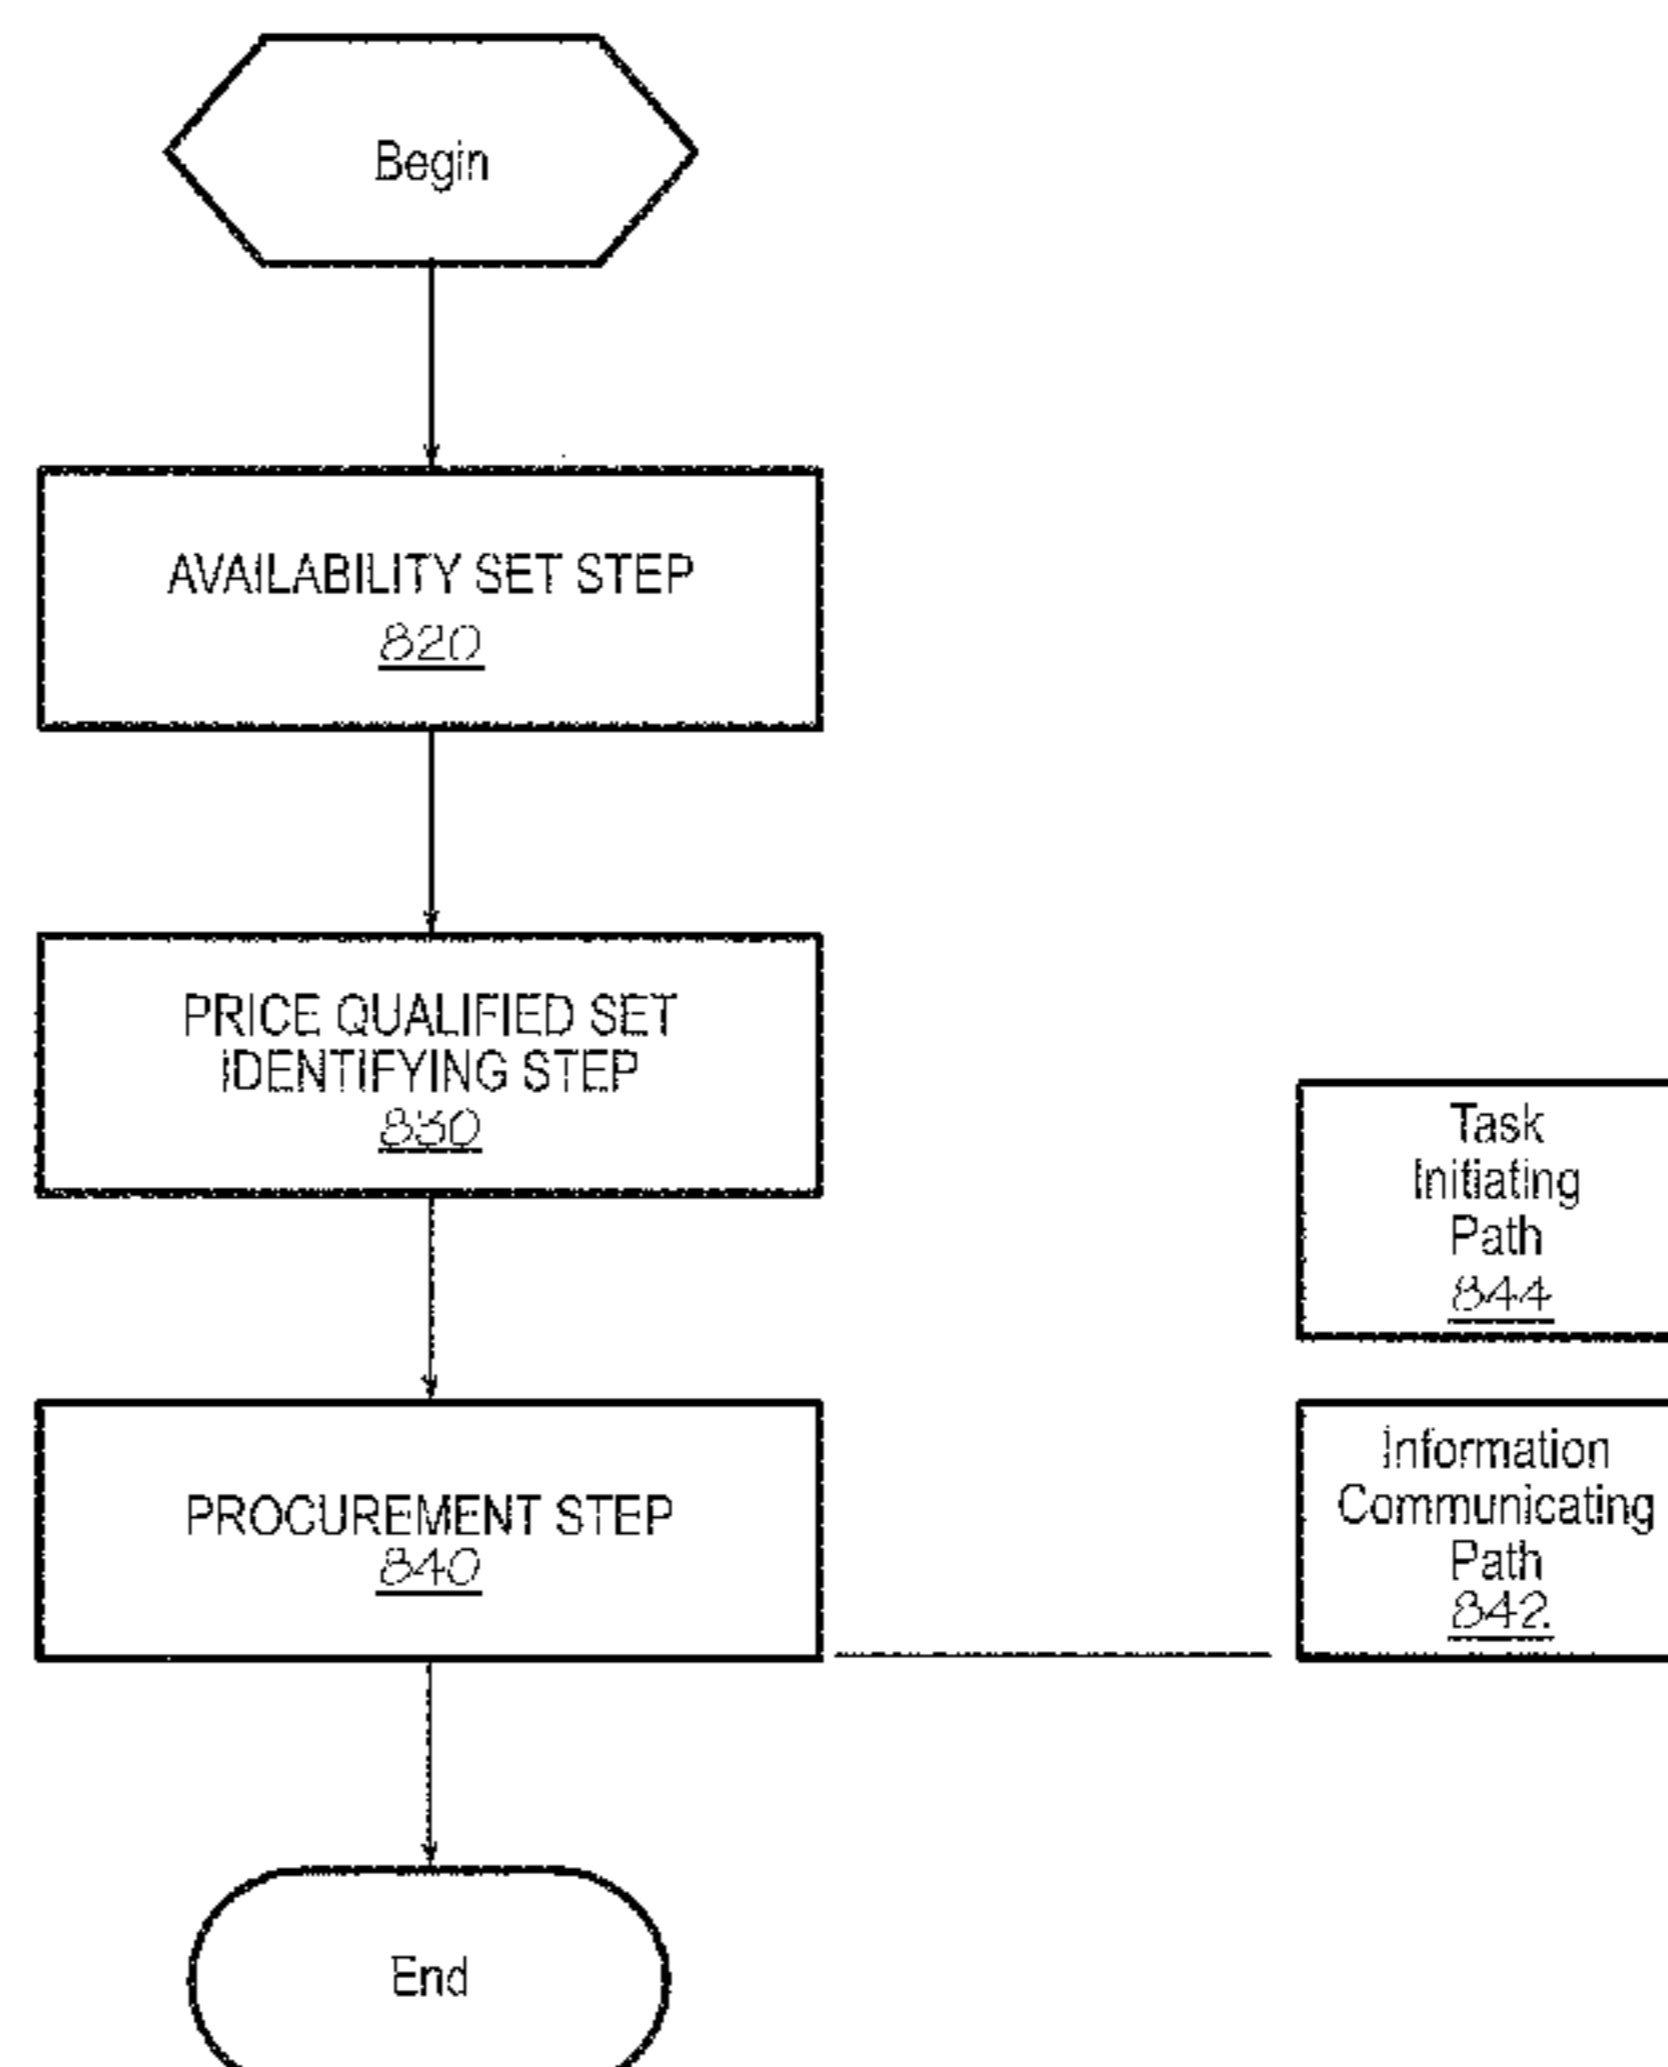 Begin
AVAILABILITY SET STEP
820
PRICE QUALIFIED SET
IDENTIFYING STEP
830
Task
Initiating
Path
844
PROCUREMENT STEP
840
Information
Communicating
Path
842
End